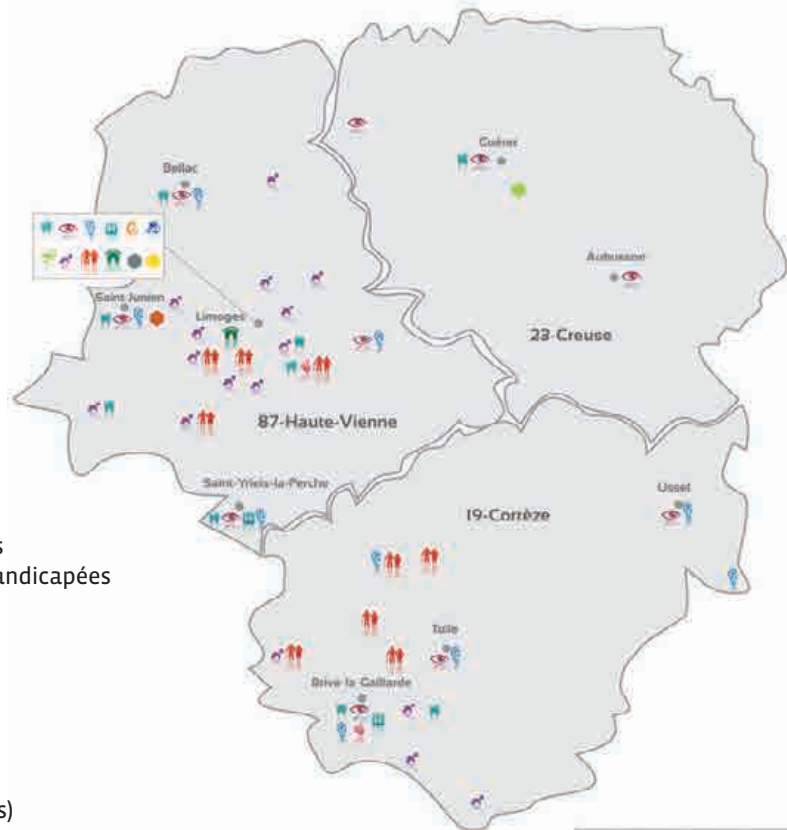 Guéret
Bellac
Aubusson
Saint-Junien
Limoges
23-Creuse
87-Haute-Vienne
Saint-Yrieix-la-Perche
Ussel
19-Corrèze
s
andicapées
Tulle
Brive-la-Gaillarde
s)